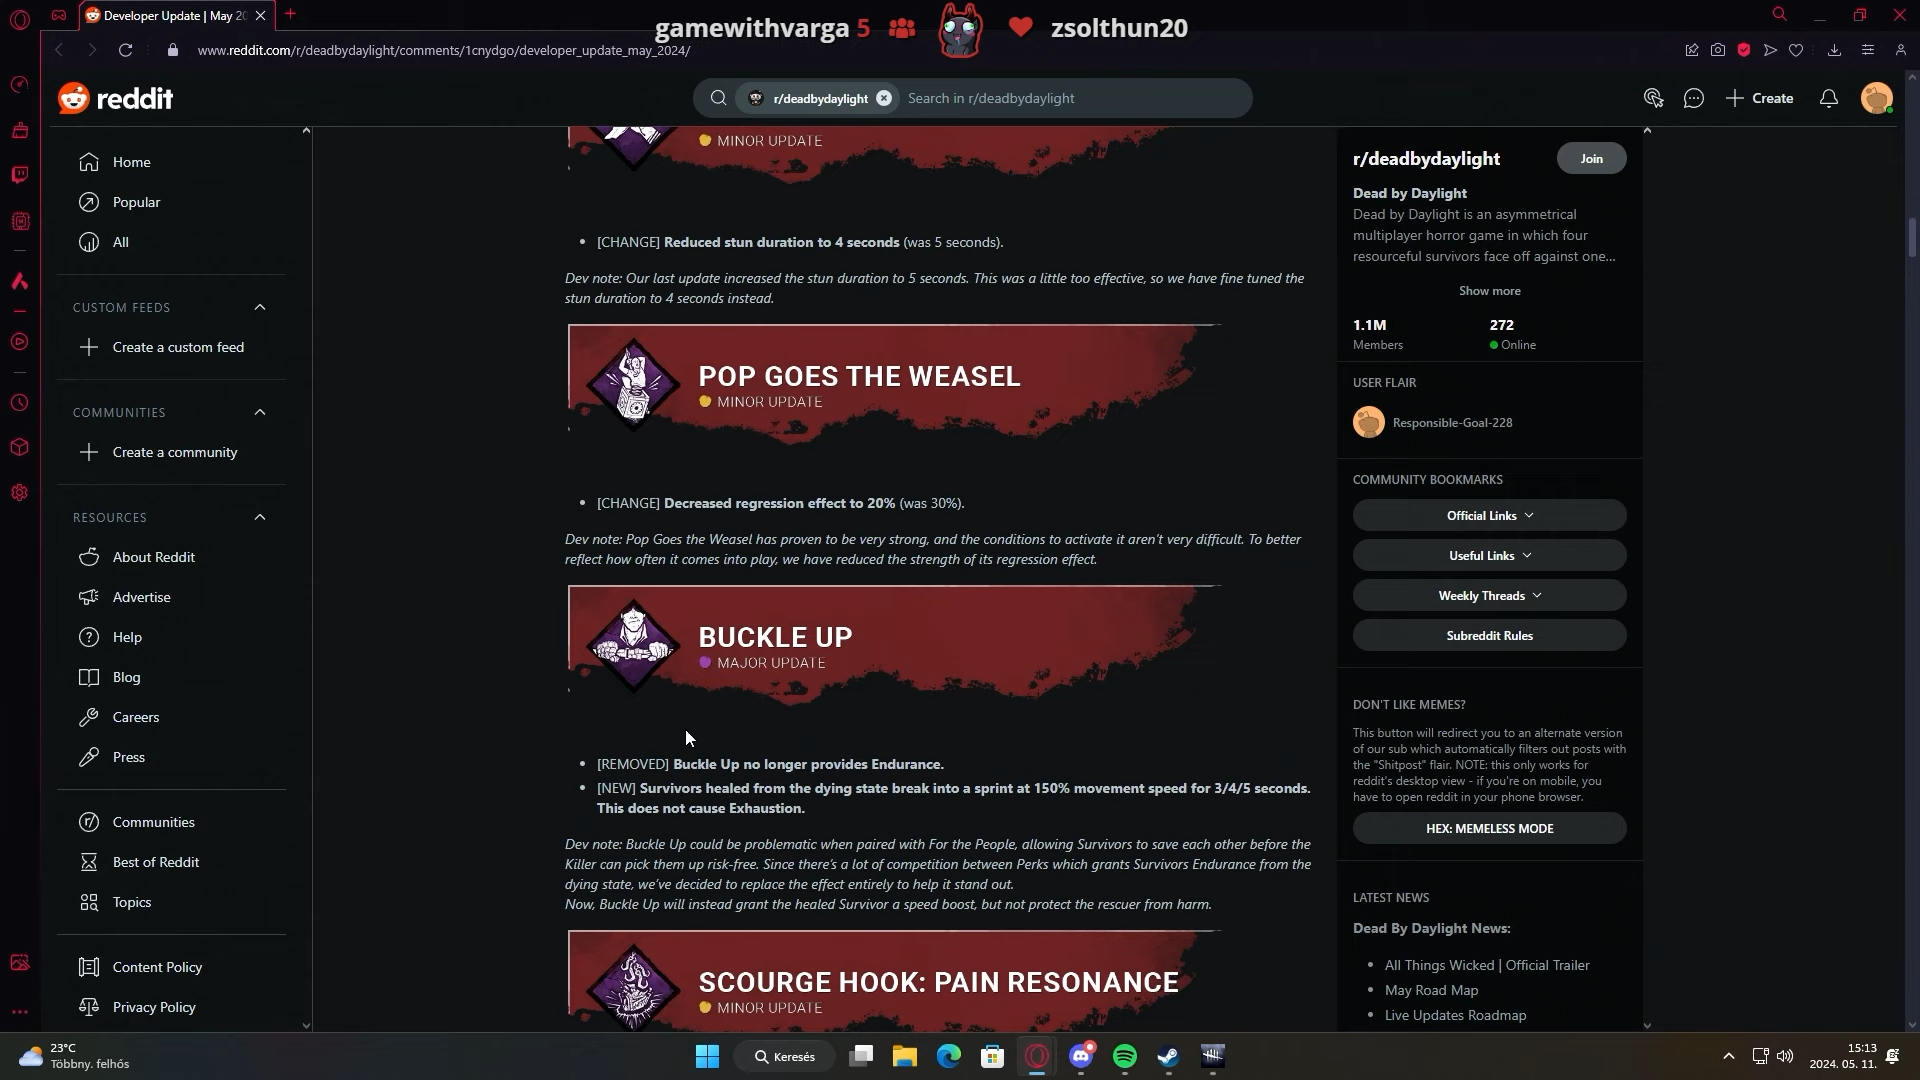 Developer Update | May 20
gamewithvarga 5
zsolthun20
www.reddit.com/r/deadbydaylight/comments/1cnydgo/developer_update_may_2024/
reddit
r/deadbydaylight
Search in r/deadbydaylight
Create
Home
Popular
All
CUSTOM FEEDS
Create a custom feed
COMMUNITIES
Create a community
RESOURCES
About Reddit
Advertise
Help
Blog
Careers
Press
Communities
Best of Reddit
Topics
Content Policy
Privacy Policy
MINOR UPDATE
• [CHANGE] Reduced stun duration to 4 seconds (was 5 seconds).
Dev note: Our last update increased the stun duration to 5 seconds. This was a little too effective, so we have fine tuned the
stun duration to 4 seconds instead.
POP GOES THE WEASEL
MINOR UPDATE
• [CHANGE] Decreased regression effect to 20% (was 30%).
Dev note: Pop Goes the Weasel has proven to be very strong, and the conditions to activate it aren't very difficult. To better
reflect how often it comes into play, we have reduced the strength of its regression effect.
BUCKLE UP
MAJOR UPDATE
• [REMOVED] Buckle Up no longer provides Endurance.
• [NEW] Survivors healed from the dying state break into a sprint at 150% movement speed for 3/4/5 seconds.
This does not cause Exhaustion.
Dev note: Buckle Up could be problematic when paired with For the People, allowing Survivors to save each other before the
Killer can pick them up risk-free. Since there's a lot of competition between Perks which grants Survivors Endurance from the
dying state, we've decided to replace the effect entirely to help it stand out.
Now, Buckle Up will instead grant the healed Survivor a speed boost, but not protect the rescuer from harm.
SCOURGE HOOK: PAIN RESONANCE
MINOR UPDATE
r/deadbydaylight
Join
Dead by Daylight
Dead by Daylight is an asymmetrical
multiplayer horror game in which four
resourceful survivors face off against one...
Show more
1.1M
Members
272
Online
USER FLAIR
Responsible-Goal-228
COMMUNITY BOOKMARKS
Official Links
Useful Links
Weekly Threads
Subreddit Rules
DON'T LIKE MEMES?
This button will redirect you to an alternate version
of our sub which automatically filters out posts with
the "Shitpost" flair. NOTE: this only works for
reddit's desktop view - if you're on mobile, you
have to open reddit in your phone browser.
HEX: MEMELESS MODE
LATEST NEWS
Dead By Daylight News:
• All Things Wicked | Official Trailer
• May Road Map
• Live Updates Roadmap
23°C
Többny. felhős
Keresés
15:13
2024. 05. 11.